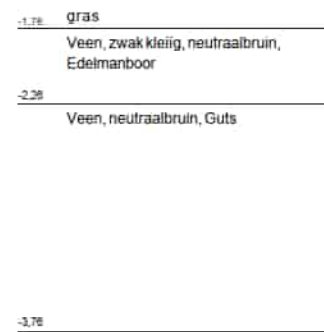 -1,78 gras
Veen, zwak kleiïg, neutraalbruin,
Edelmanboor
-2,28
Veen, neutraalbruin, Guts
-3,78